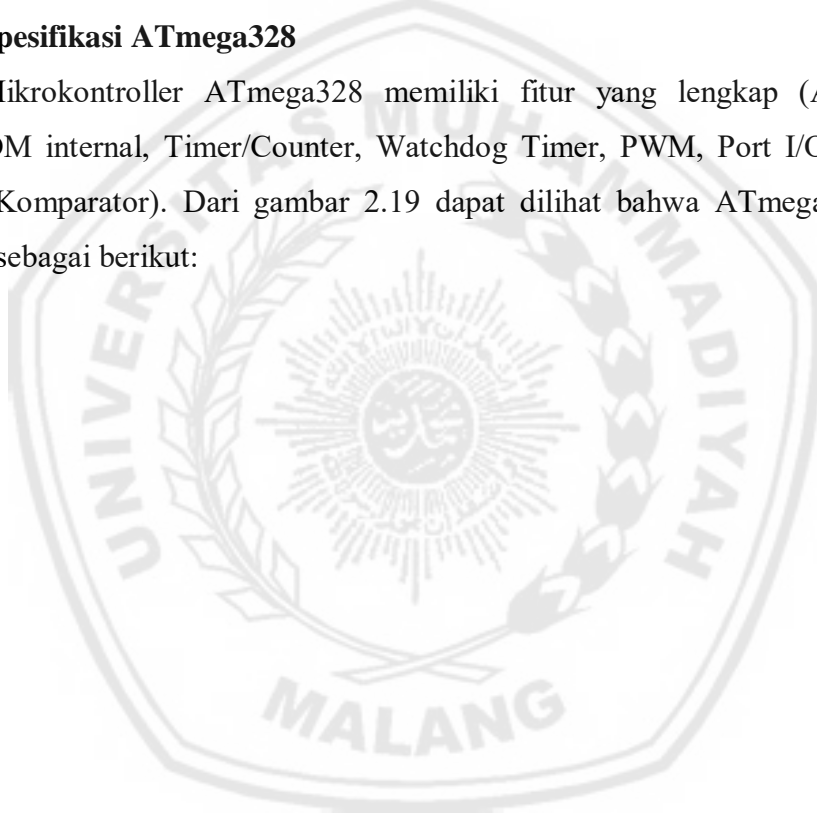 pesifikasi ATmega328
ikrokontroller ATmega328 memiliki fitur yang lengkap (
OM internal, Timer/Counter, Watchdog Timer, PWM, Port I/O
Komparator). Dari gambar 2.19 dapat dilihat bahwa ATmega
sebagai berikut:
UNIVERSITAS MUHAMMADIYAH
MALANG